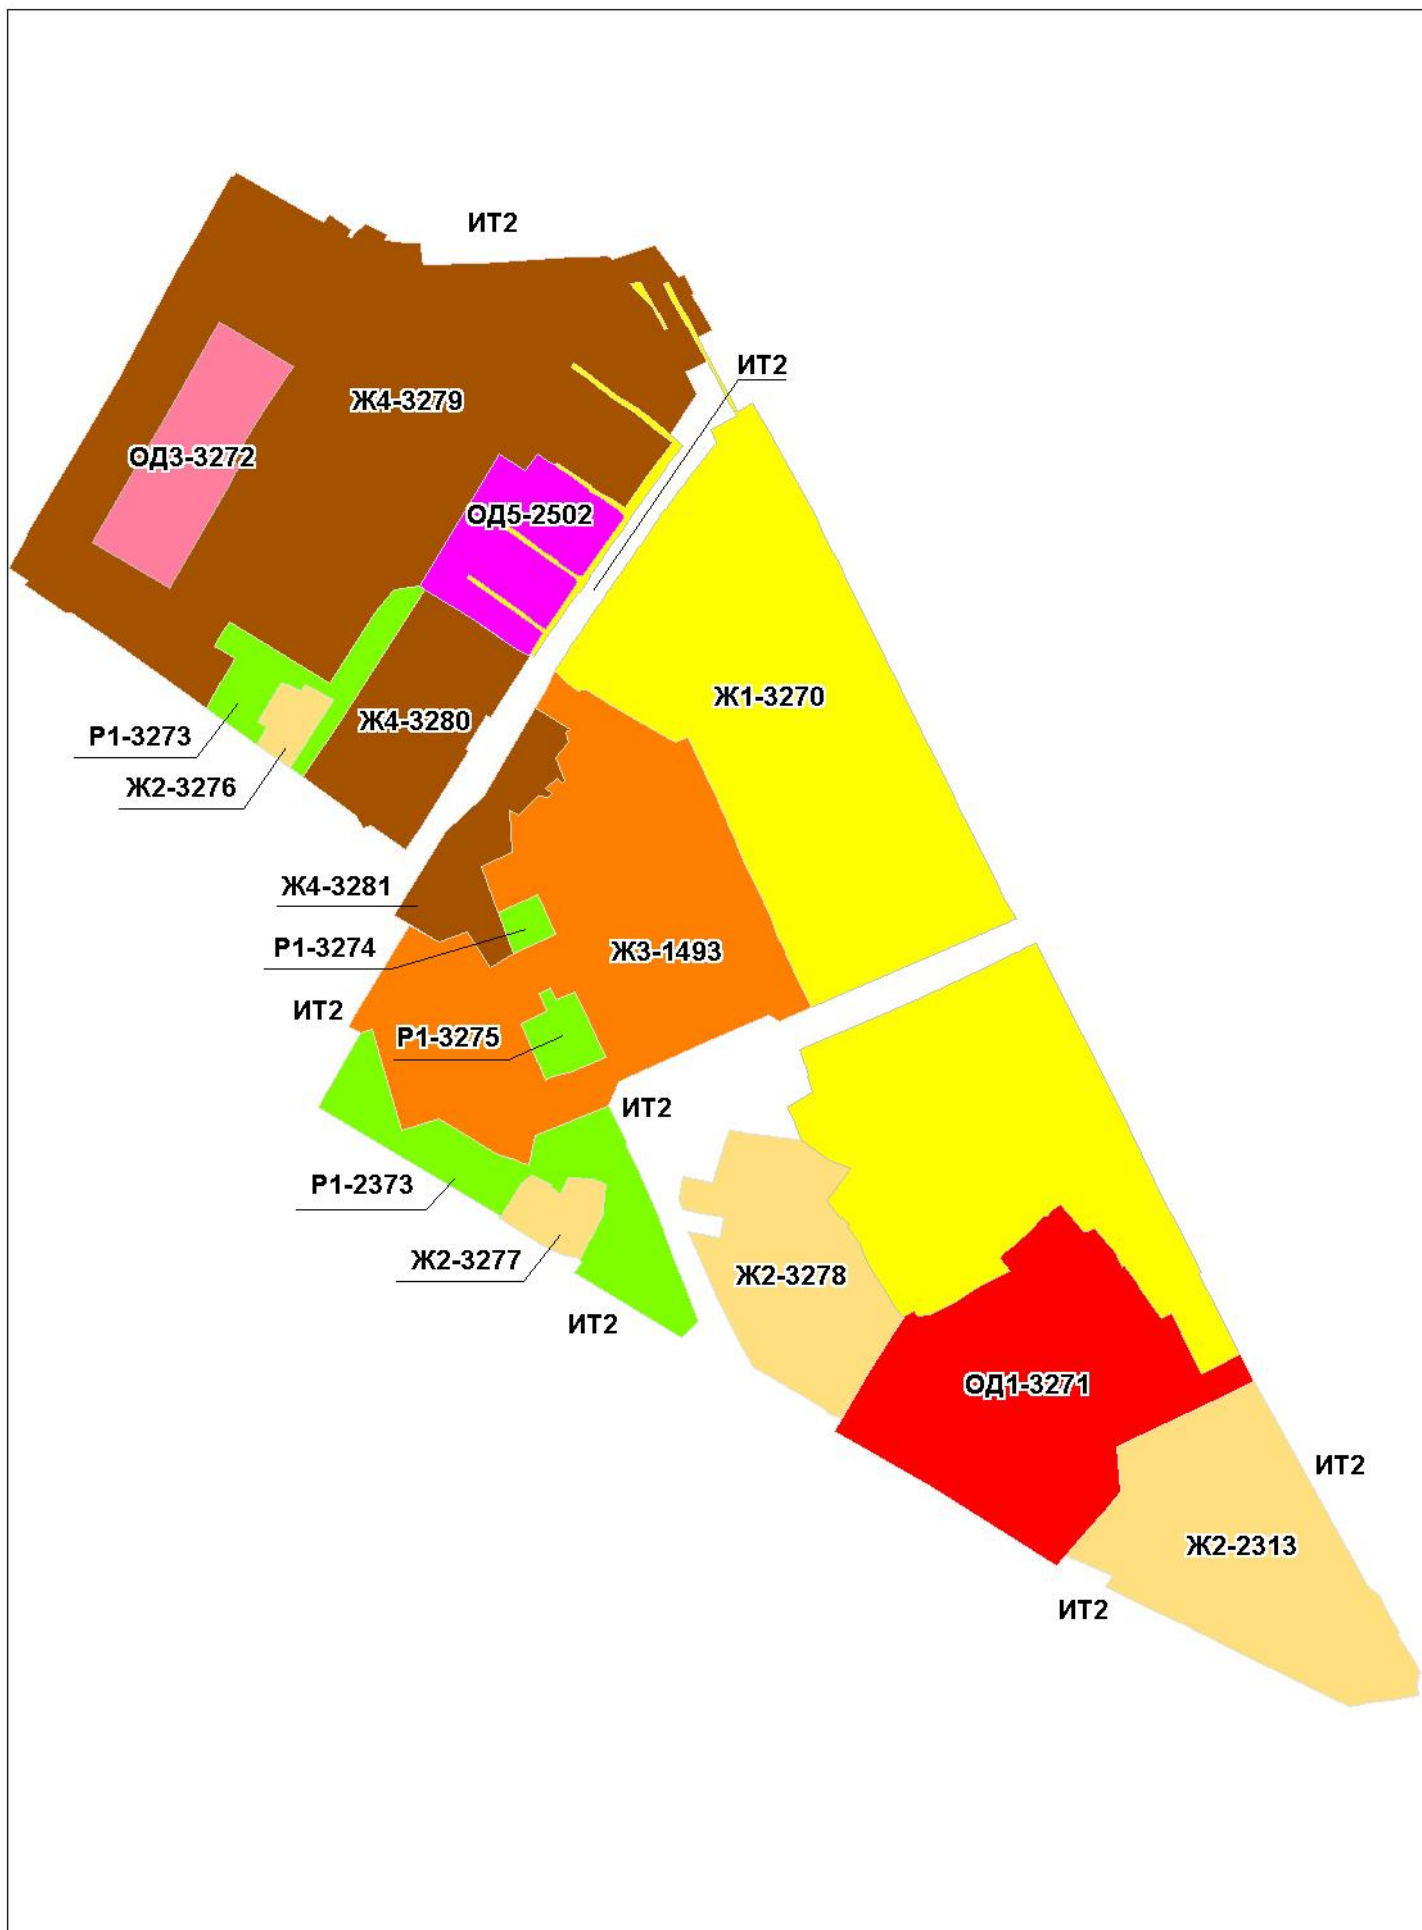 ИТ2
ИТ2
Ж4-3279
ОД3-3272
ОД5-2502
Ж1-3270
Ж4-3280
Р1-3273
Ж2-3276
Ж4-3281
Р1-3274
Ж3-1493
ИТ2
Р1-3275
ИТ2
Р1-2373
Ж2-3277
Ж2-3278
ИТ2
ОД1-3271
ИТ2
Ж2-2313
ИТ2